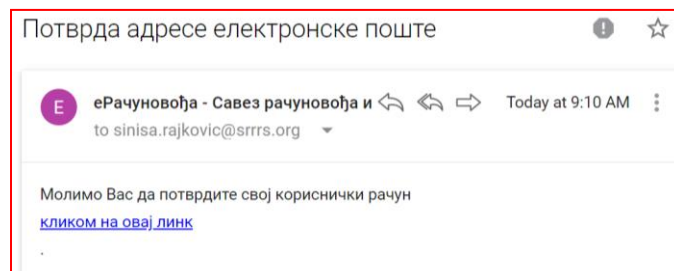 Потврда адресе електронске поште
E
еРачуновођа - Савез рачуновођа и
Today at 9:10 AM
to sinisa.rajkovic@srrrs.org
Молимо Вас да потврдите свој кориснички рачун
кликом на овај линк
.